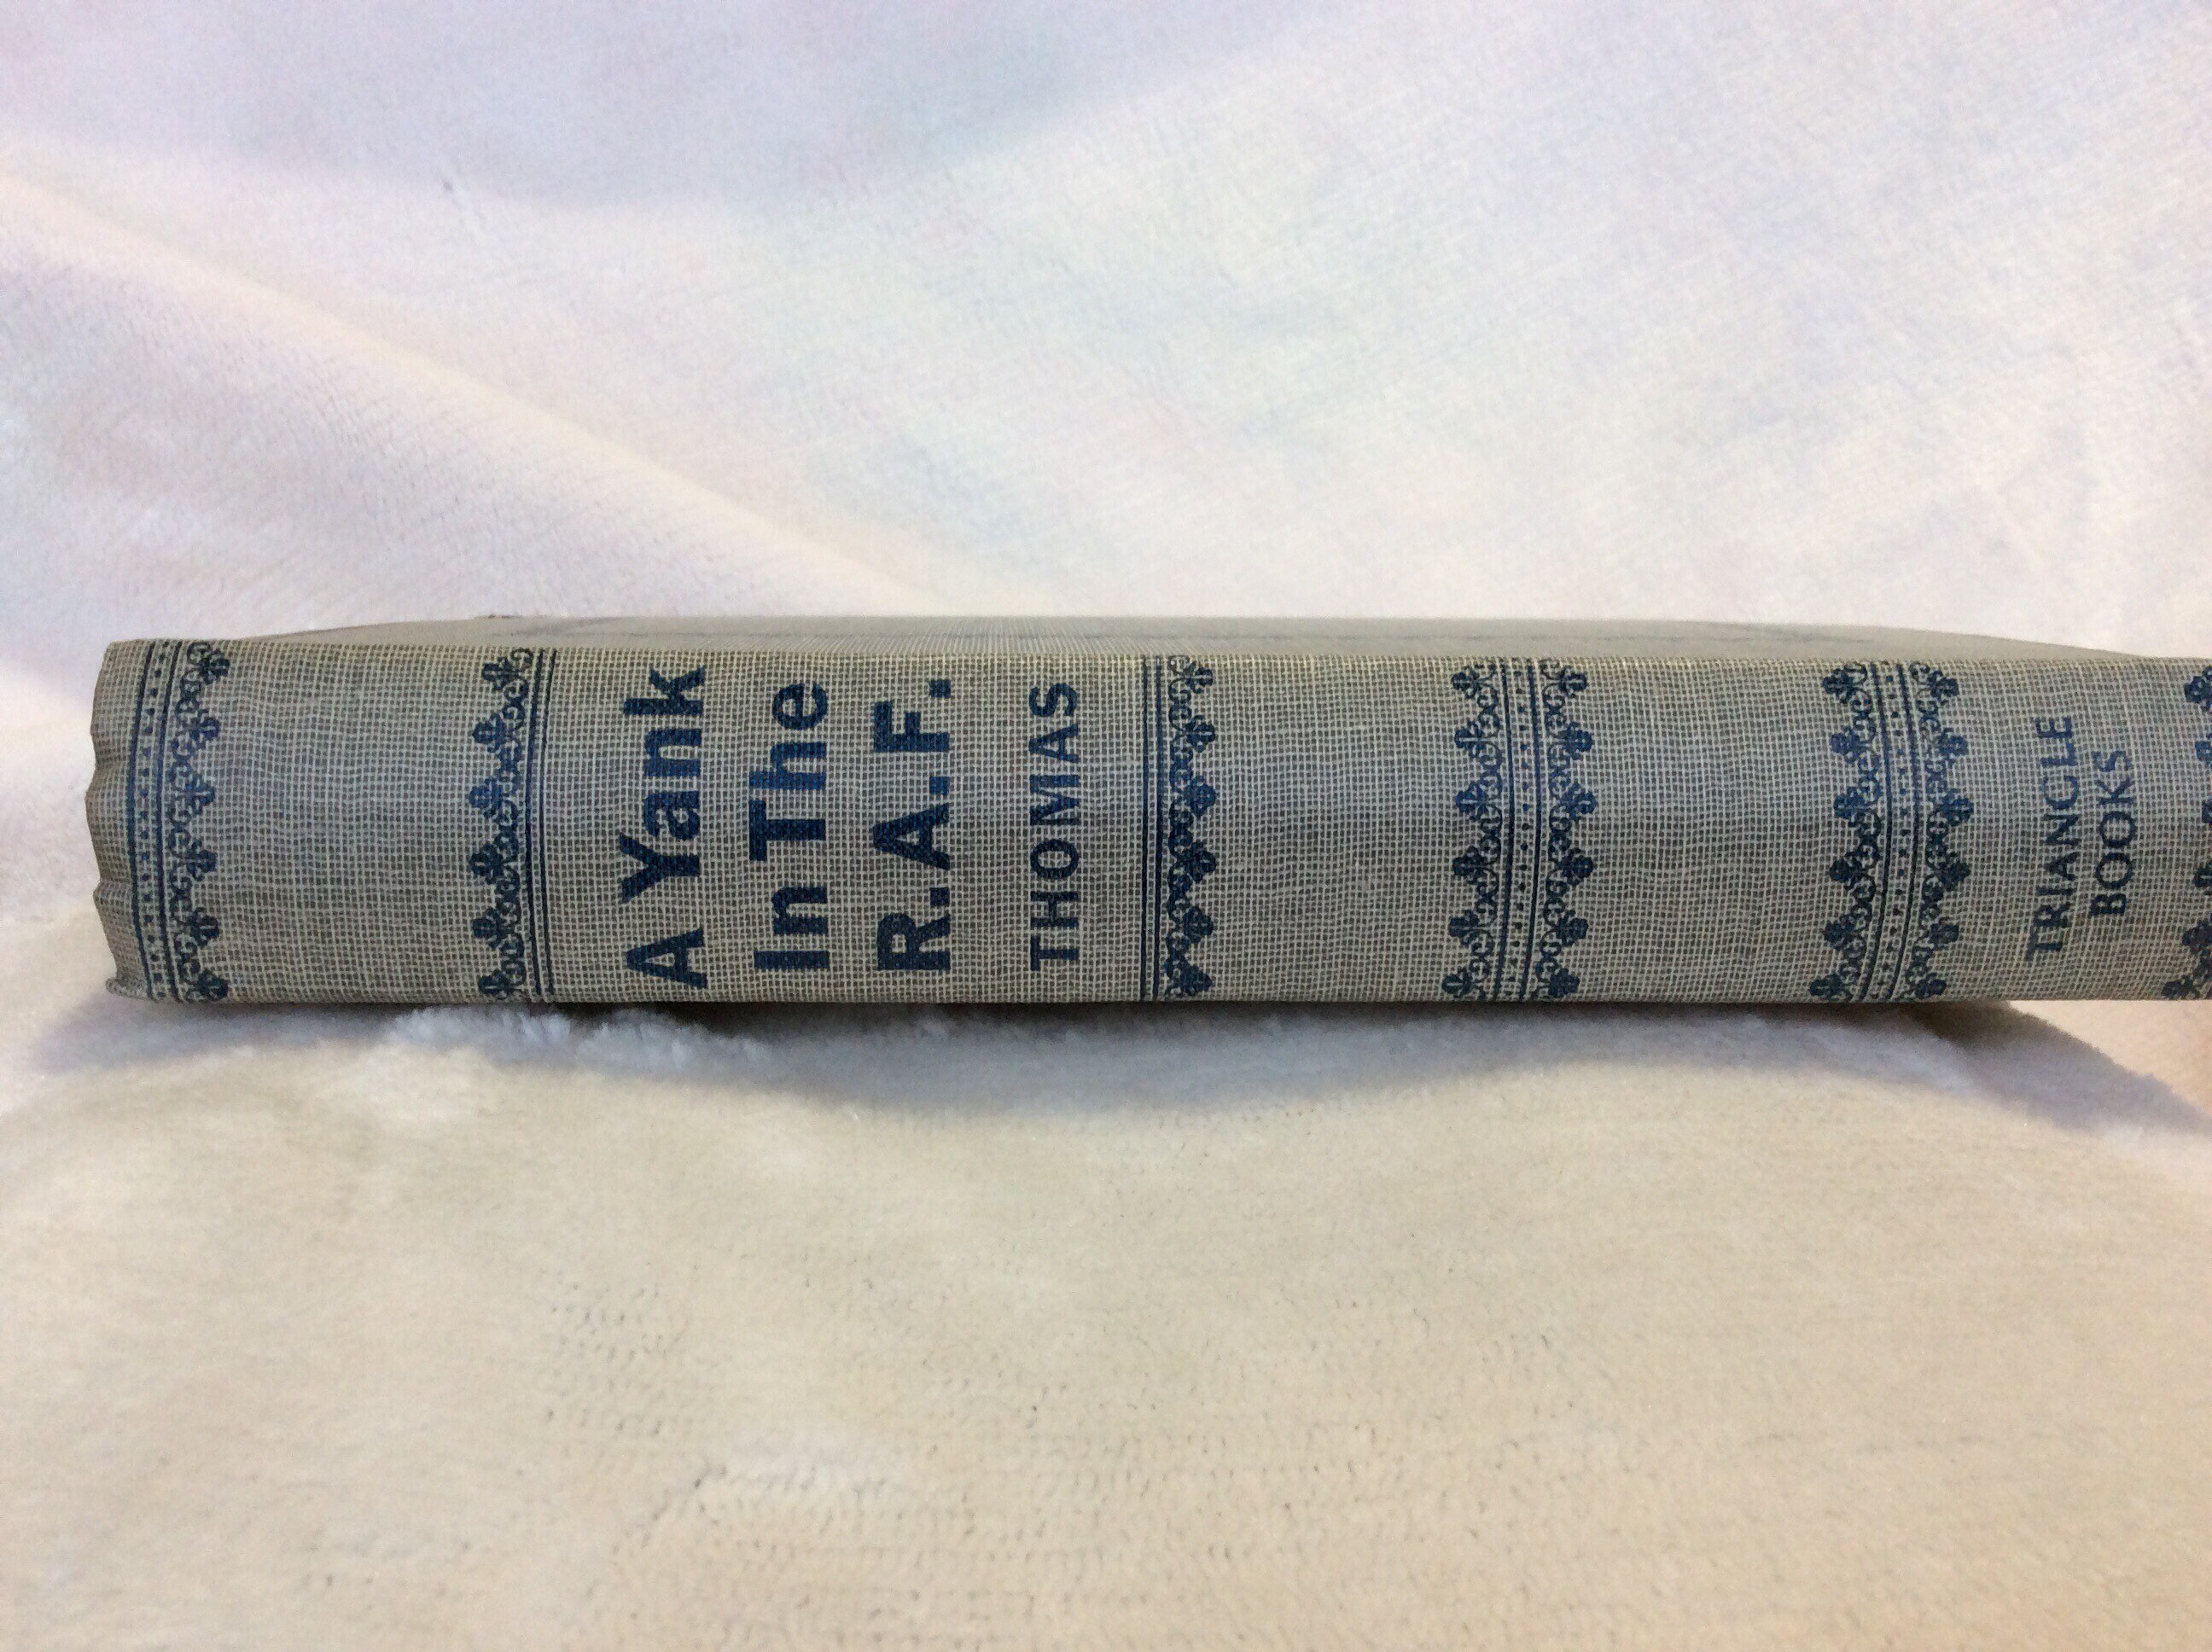 A Yank
In The
R.A.F.
THOMAS
TRIANGLE
BOOKS